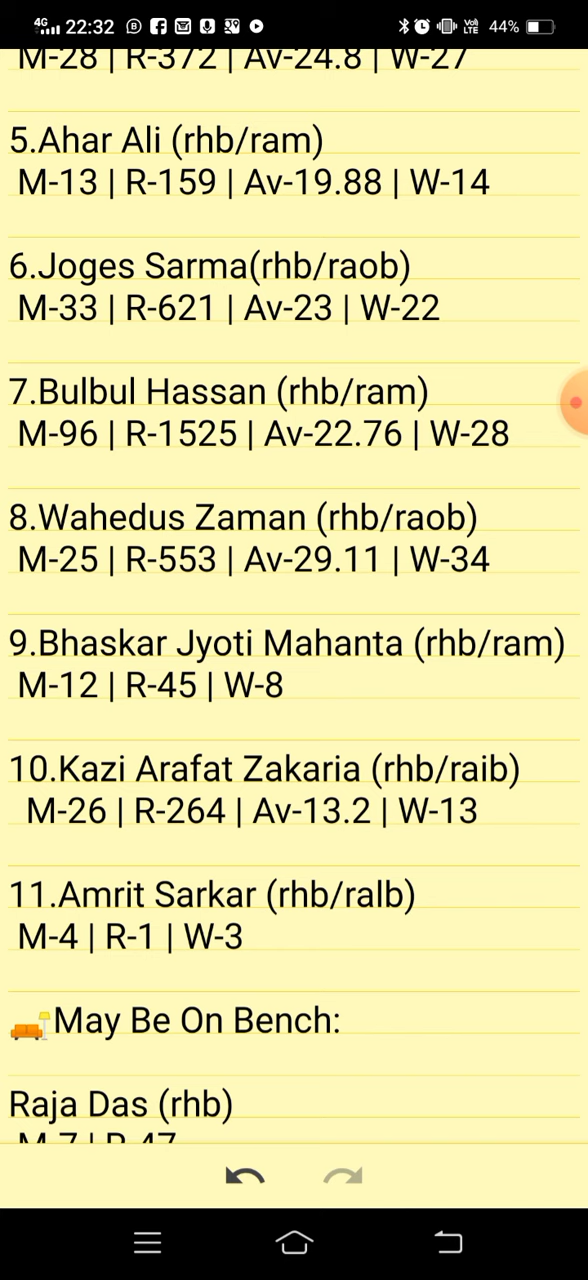 4G 22:32 44%
M-28 | R-372 | Av-24.8 | W-27
5.Ahar Ali (rhb/ram)
M-13 | R-159 | Av-19.88 | W-14
6.Joges Sarma(rhb/raob)
M-33 | R-621 | Av-23 | W-22
7.Bulbul Hassan (rhb/ram)
M-96 | R-1525 | Av-22.76 | W-28
8.Wahedus Zaman (rhb/raob)
M-25 | R-553 | Av-29.11 | W-34
9.Bhaskar Jyoti Mahanta (rhb/ram)
M-12 | R-45 | W-8
10.Kazi Arafat Zakaria (rhb/raib)
M-26 | R-264 | Av-13.2 | W-13
11.Amrit Sarkar (rhb/ralb)
M-4 | R-1 | W-3
🛋️May Be On Bench:
Raja Das (rhb)
M-7 | R-47